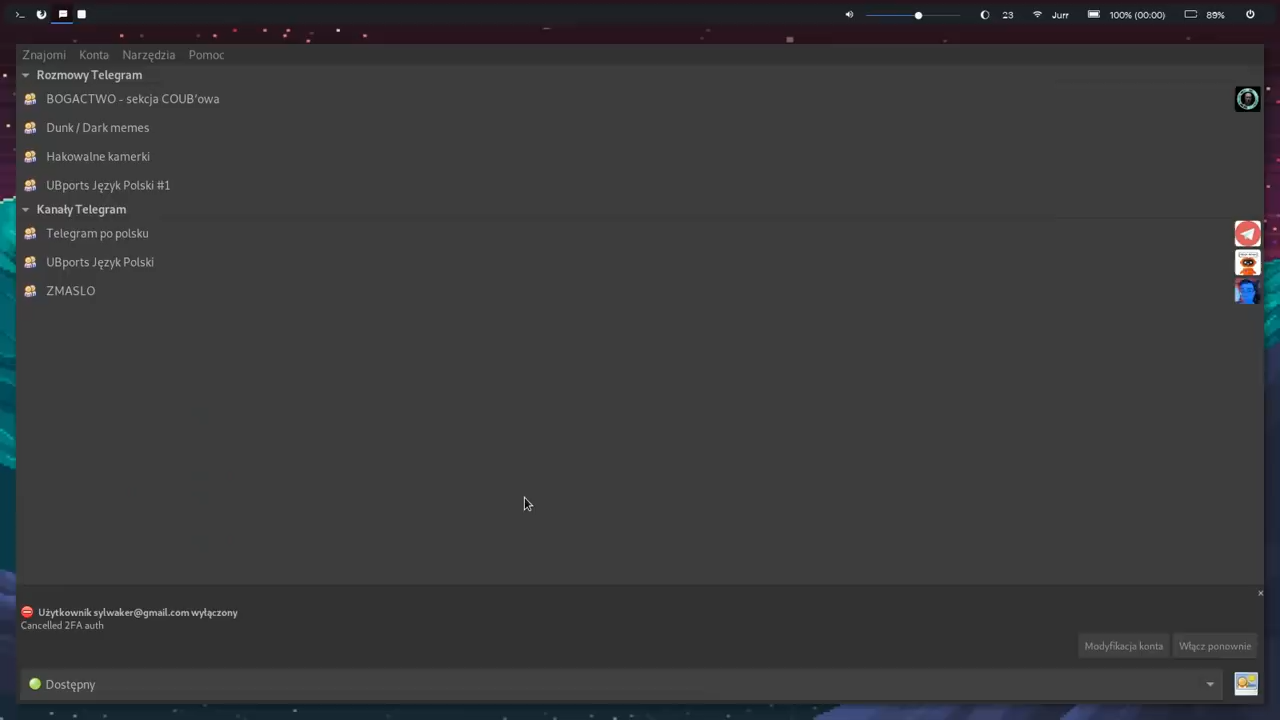 23
Jurr
100% (00:00)
89%
Znajomi Konta Narzędzia Pomoc
Rozmowy Telegram
BOGACTWO - sekcja COUB'owa
Dunk / Dark memes
Hakowalne kamerki
UBports Język Polski #1
Kanały Telegram
Telegram po polsku
UBports Język Polski
ZMASLO
Użytkownik sylwaker@gmail.com wyłączony
Cancelled 2FA auth
Modyfikacja konta
Włącz ponownie
Dostępny